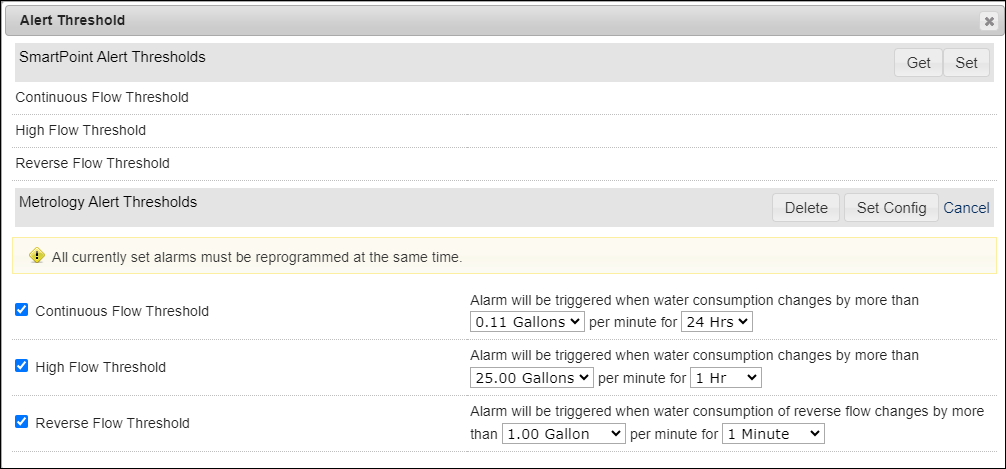 Alert Threshold
SmartPoint Alert Thresholds
Get Set
Continuous Flow Threshold
High Flow Threshold
Reverse Flow Threshold
Metrology Alert Thresholds
Delete Set Config Cancel
All currently set alarms must be reprogrammed at the same time.
Continuous Flow Threshold
Alarm will be triggered when water consumption changes by more than
0.11 Gallons per minute for 24 Hrs
High Flow Threshold
Alarm will be triggered when water consumption changes by more than
25.00 Gallons per minute for 1 Hr
Reverse Flow Threshold
Alarm will be triggered when water consumption of reverse flow changes by more
than 1.00 Gallon per minute for 1 Minute